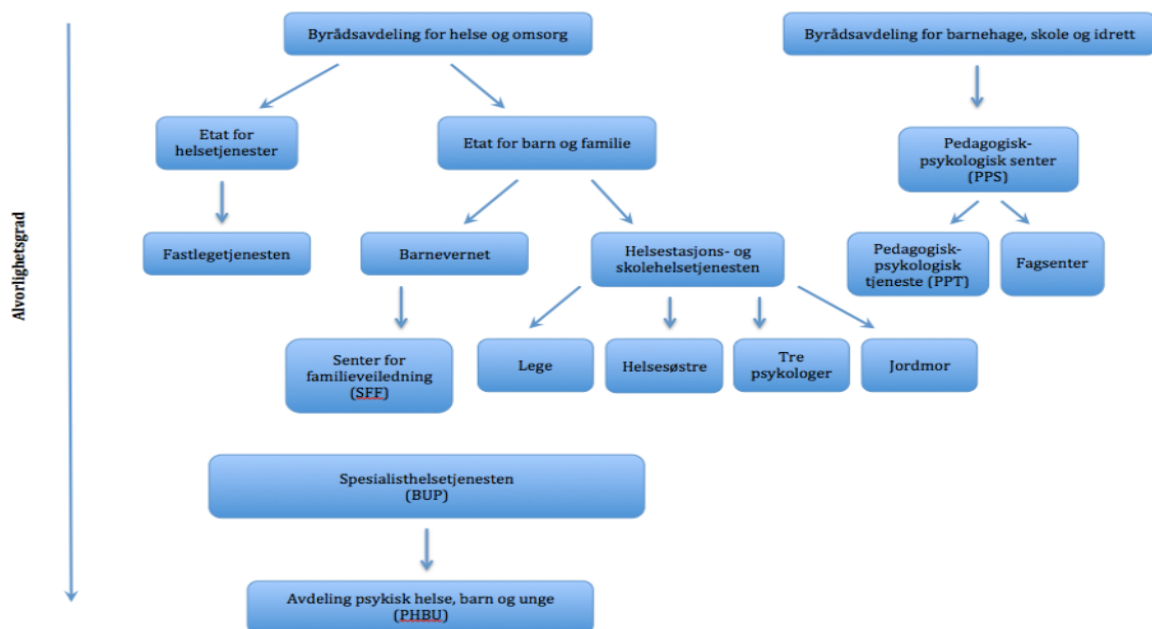 Byrådsavdeling for helse og omsorg
Byrådsavdeling for barnehage, skole og idrett
Etat for
helsetjenester
Etat for barn og familie
Pedagogisk-
psykologisk senter
(PPS)
Fastlegetjenesten
Barnevernet
Helsestasjons- og
skolehelsetjenesten
Pedagogisk-
psykologisk
tjeneste (PPT)
Fagsenter
Alvorlighetsgrad
Senter for
familieveiledning
(SFF)
Lege
Helsesøstre
Tre
psykologer
Jordmor
Spesialisthelsetjenesten
(BUP)
Avdeling psykisk helse, barn og unge
(PHBU)